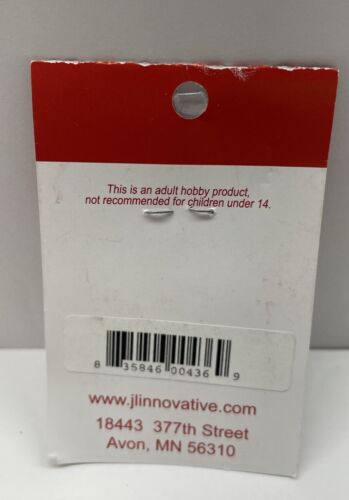 This is an adult hobby product,
not recommended for children under 14.
8 35846 00436 9
www.jlinnovative.com
18443 377th Street
Avon, MN 56310